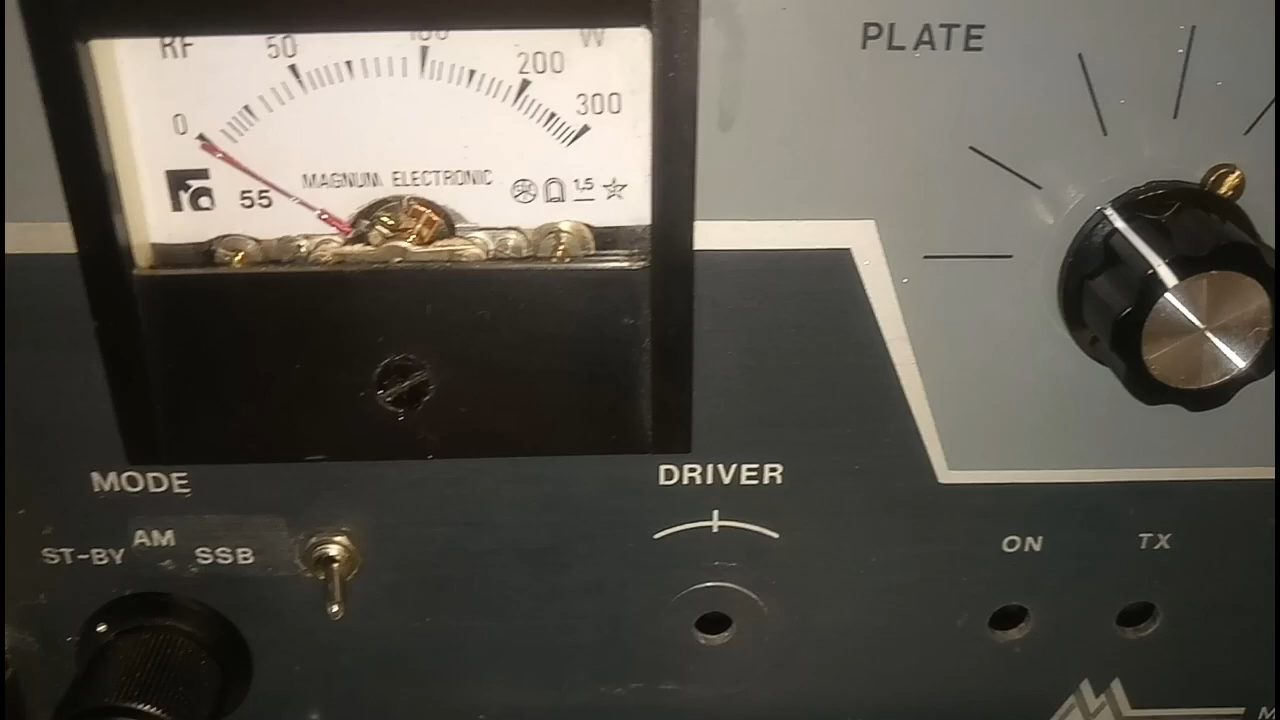 RF 50 100 W
0 200
300
55 MAGNUM ELECTRONIC 1,5
PLATE
MODE
ST-BY AM SSB
DRIVER
ON TX